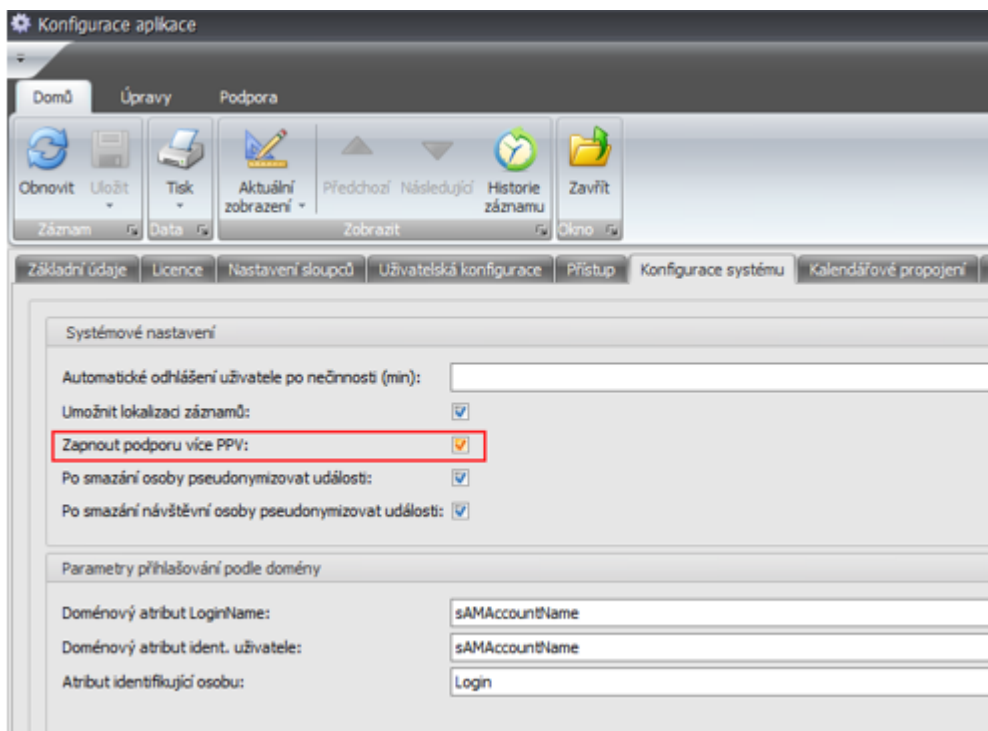 Konfigurace aplikace
Domů Úpravy Podpora
Obnovit Uložit Tisk Aktuální zobrazení Předchozí Následující Historie záznamu Zavřít
Záznam Data Zobrazit Okno
Základní údaje Licence Nastavení sloupců Uživatelská konfigurace Přístup Konfigurace systému Kalendářové propojení
Systémové nastavení
Automatické odhlášení uživatele po nečinnosti (min):
Umožnit lokalizaci záznamů:
Zapnout podporu více PPV:
Po smazání osoby pseudonymizovat události:
Po smazání návštěvní osoby pseudonymizovat události:
Parametry přihlašování podle domény
Doménový atribut LoginName: sAMAccountName
Doménový atribut ident. uživatele: sAMAccountName
Atribut identifikující osobu: Login